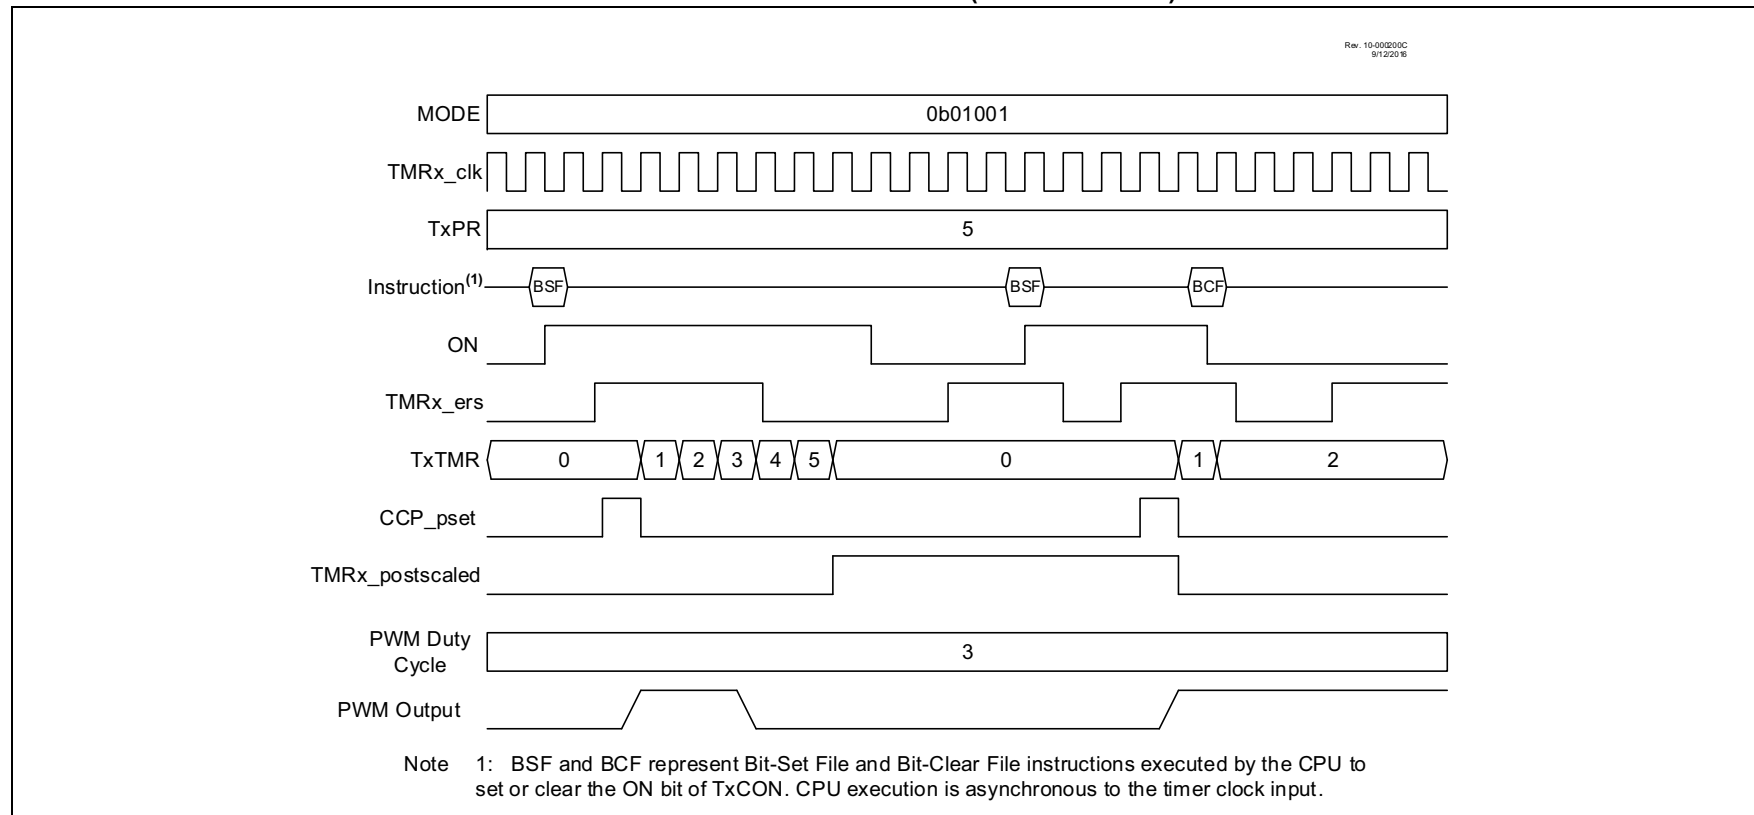 Rev. 10-000200C
9/12/2016
MODE 0b01001
TMRx_clk
TxPR 5
Instruction(1) BSF BSF BCF
ON
TMRx_ers
TxTMR 0 1 2 3 4 5 0 1 2
CCP_pset
TMRx_postscaled
PWM Duty
Cycle 3
PWM Output
Note 1: BSF and BCF represent Bit-Set File and Bit-Clear File instructions executed by the CPU to
set or clear the ON bit of TxCON. CPU execution is asynchronous to the timer clock input.